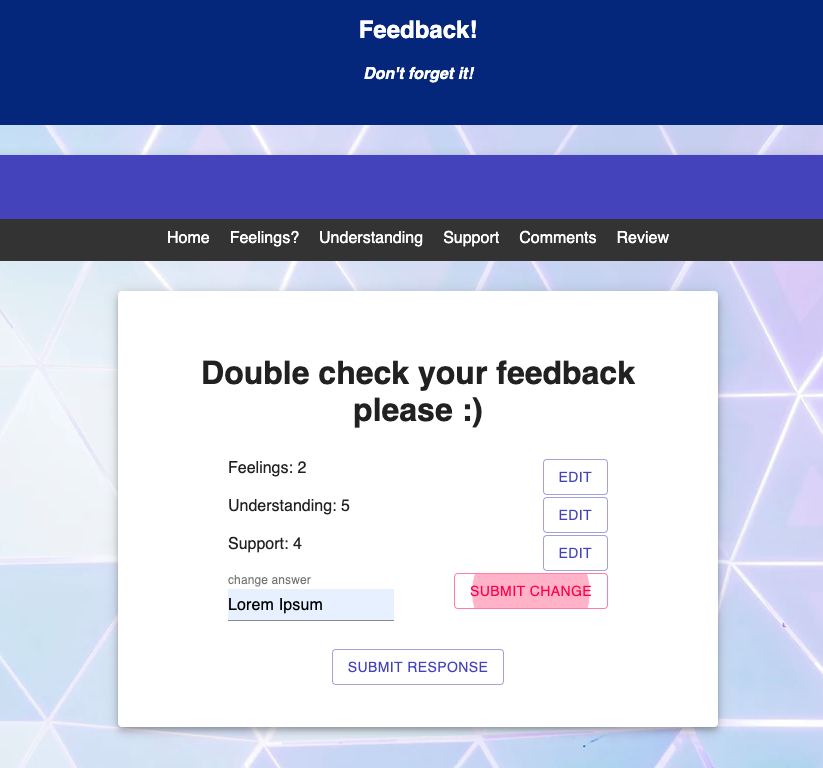 Feedback!
Don't forget it!
Home Feelings? Understanding Support Comments Review
Double check your feedback
please :)
Feelings: 2 EDIT
Understanding: 5 EDIT
Support: 4 EDIT
change answer
Lorem Ipsum SUBMIT CHANGE
SUBMIT RESPONSE